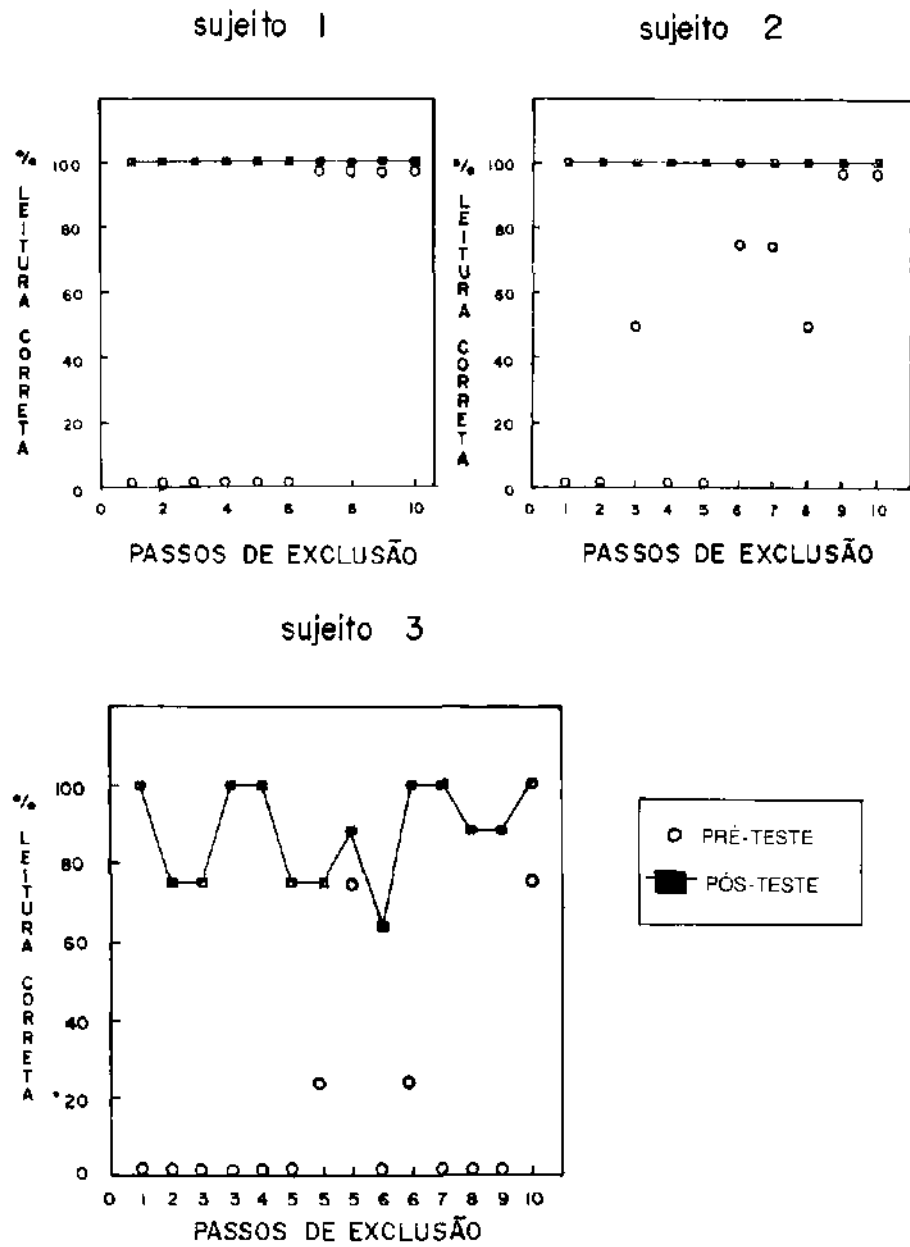 sujeito 1
% LEITURA CORRETA
100
80
60
40
20
0
0 2 4 6 8 10
PASSOS DE EXCLUSÃO
sujeito 2
% LEITURA CORRETA
100
80
60
40
20
0
0 1 2 3 4 5 6 7 8 9 10
PASSOS DE EXCLUSÃO
sujeito 3
% LEITURA CORRETA
100
80
60
40
20
0
0 1 2 3 3 4 5 5 5 6 6 7 8 9 10
PASSOS DE EXCLUSÃO
PRÉ-TESTE
PÓS-TESTE